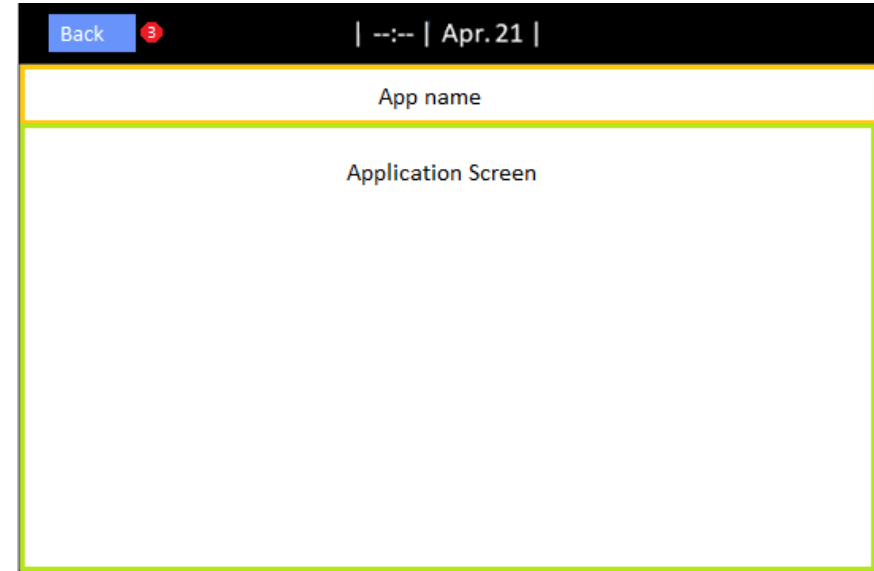 Back 3 | --:-- | Apr. 21 |
App name
Application Screen